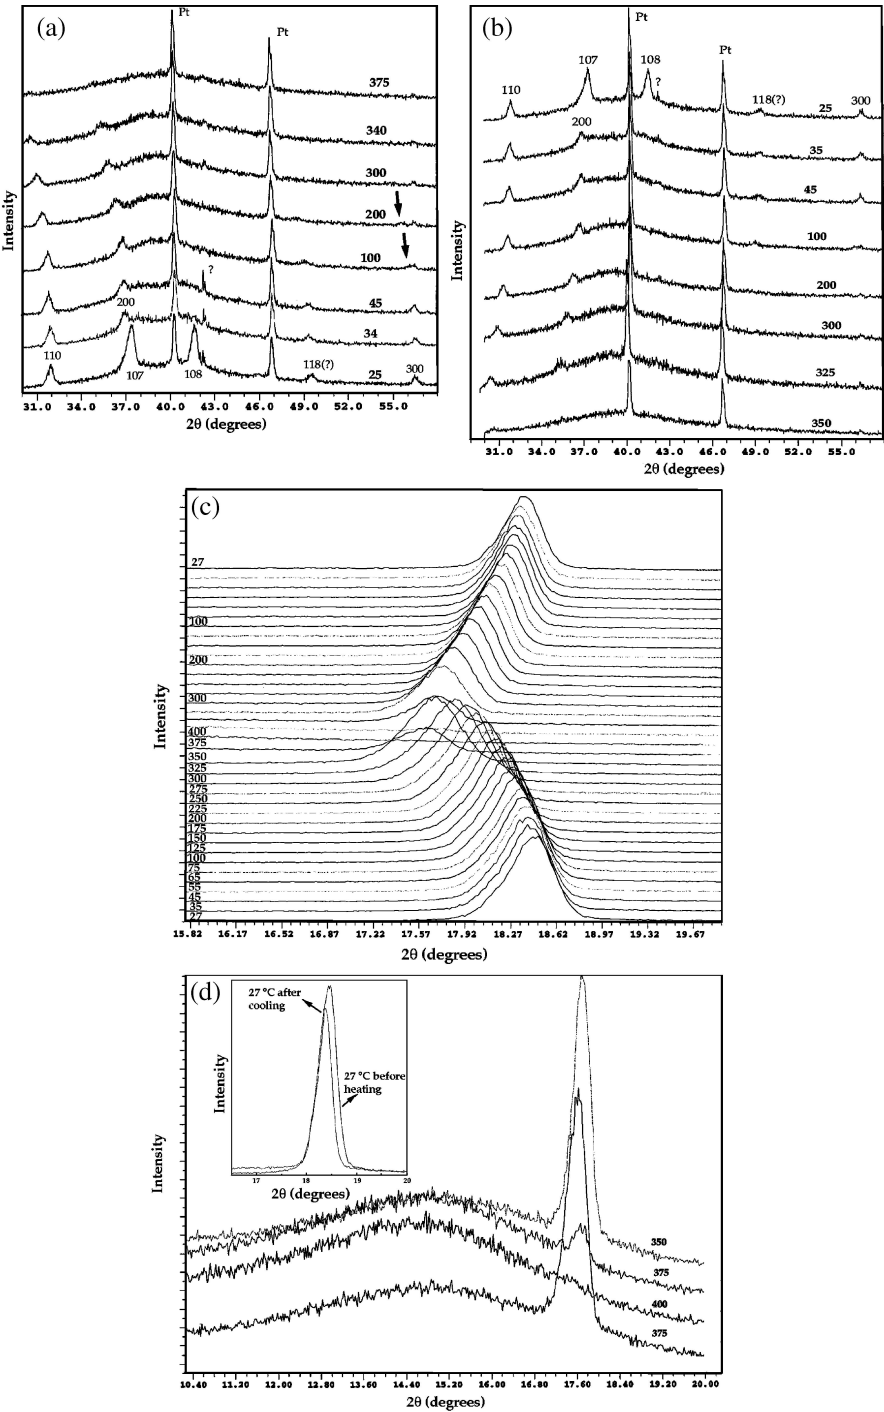 (a)
Pt
Pt
375
340
300
200
100
?
45
200
34
110
107
108
118(?)
25
300
Intensity
31.0 34.0 37.0 40.0 43.0 46.0 49.0 52.0 55.0
2θ (degrees)
(b)
Pt
Pt
107
108
?
110
118(?)
300
25
200
35
45
100
200
300
325
350
Intensity
31.0 34.0 37.0 40.0 43.0 46.0 49.0 52.0 55.0
2θ (degrees)
(c)
27
100
200
300
400
375
350
325
300
275
250
225
200
175
150
125
100
75
65
55
45
35
27
Intensity
15.82 16.17 16.52 16.87 17.22 17.57 17.92 18.27 18.62 18.97 19.32 19.67
2θ (degrees)
(d)
27 °C after
cooling
27 °C before
heating
Intensity
17 18 19 20
2θ (degrees)
350
375
400
375
Intensity
10.40 11.20 12.00 12.80 13.60 14.40 15.20 16.00 16.80 17.60 18.40 19.20 20.00
2θ (degrees)